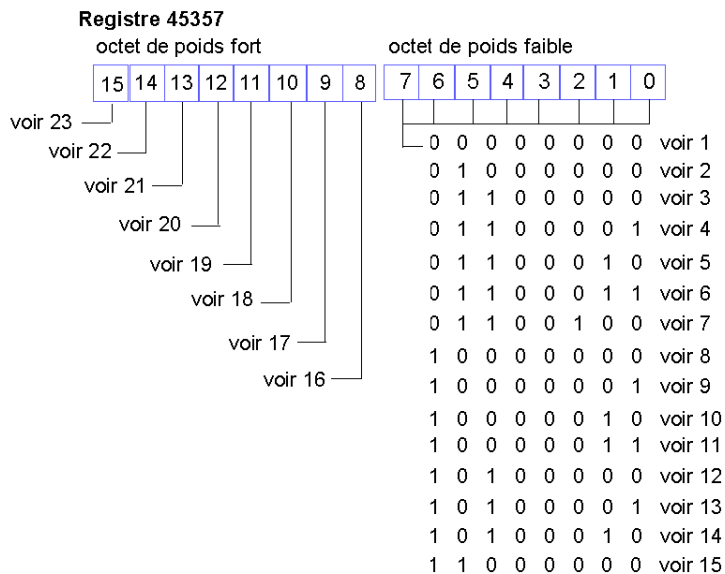 Registre 45357
octet de poids fort
15 14 13 12 11 10 9 8
voir 23
voir 22
voir 21
voir 20
voir 19
voir 18
voir 17
voir 16
octet de poids faible
7 6 5 4 3 2 1 0
0 0 0 0 0 0 0 0 voir 1
0 1 0 0 0 0 0 0 voir 2
0 1 1 0 0 0 0 0 voir 3
0 1 1 0 0 0 0 1 voir 4
0 1 1 0 0 0 1 0 voir 5
0 1 1 0 0 0 1 1 voir 6
0 1 1 0 0 1 0 0 voir 7
1 0 0 0 0 0 0 0 voir 8
1 0 0 0 0 0 0 1 voir 9
1 0 0 0 0 0 1 0 voir 10
1 0 0 0 0 0 1 1 voir 11
1 0 1 0 0 0 0 0 voir 12
1 0 1 0 0 0 0 1 voir 13
1 0 1 0 0 0 1 0 voir 14
1 1 0 0 0 0 0 0 voir 15